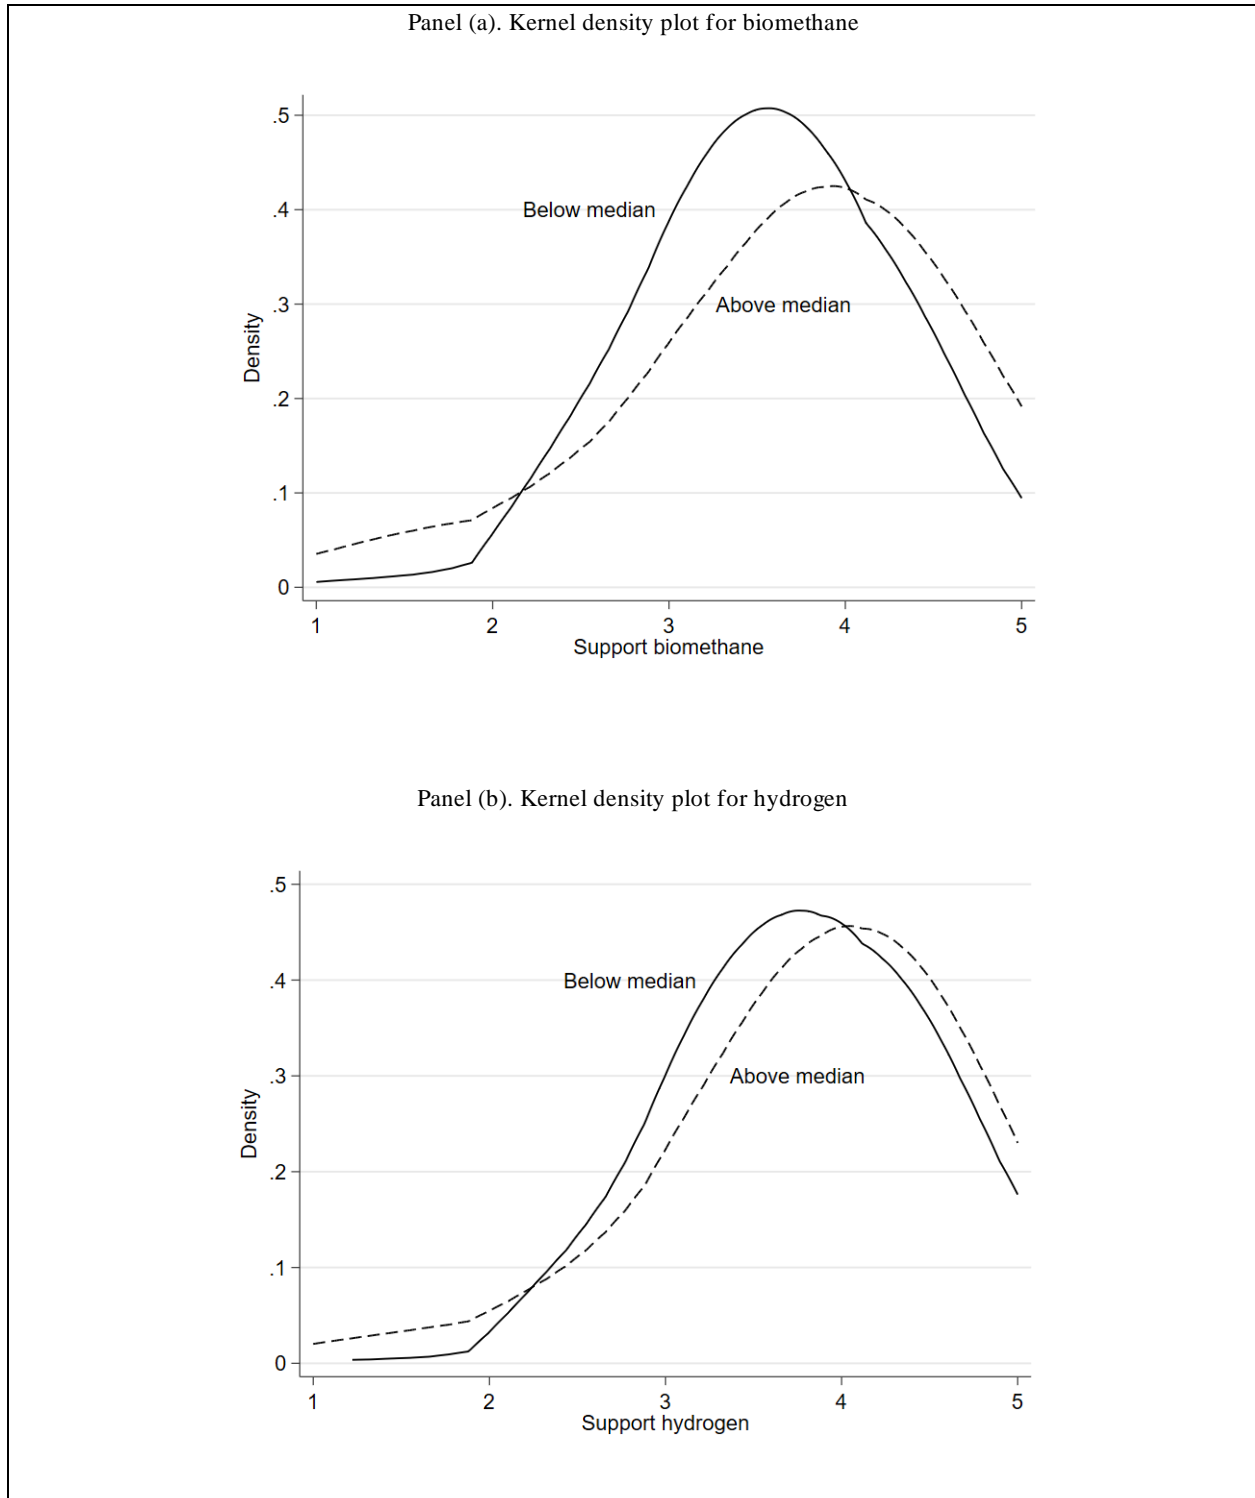 Panel (a). Kernel density plot for biomethane
.5
Below median
.4
Above median
.3
Density
.2
.1
0
1 2 3 4 5
Support biomethane
Panel (b). Kernel density plot for hydrogen
.5
Below median
.4
Above median
.3
Density
.2
.1
0
1 2 3 4 5
Support hydrogen